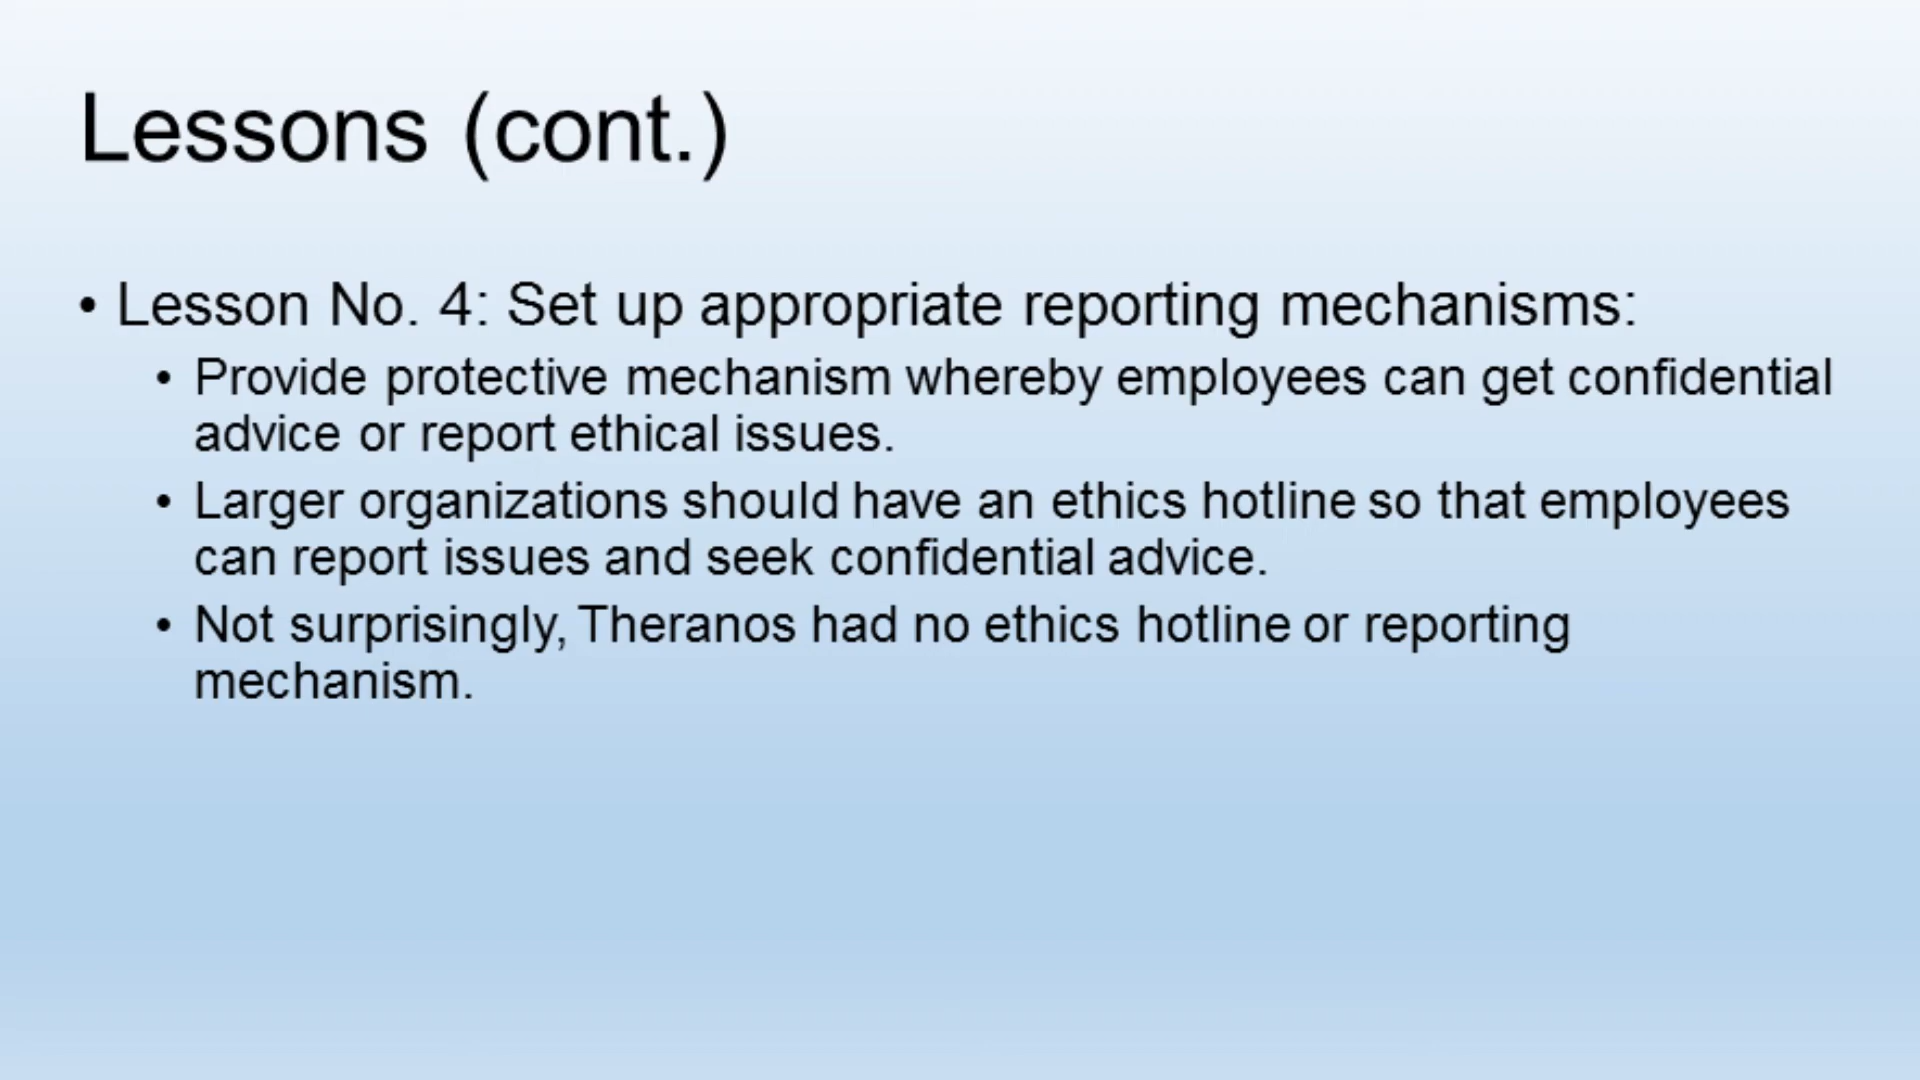 Lessons (cont.)
• Lesson No. 4: Set up appropriate reporting mechanisms:
• Provide protective mechanism whereby employees can get confidential
advice or report ethical issues.
• Larger organizations should have an ethics hotline so that employees
can report issues and seek confidential advice.
• Not surprisingly, Theranos had no ethics hotline or reporting
mechanism.